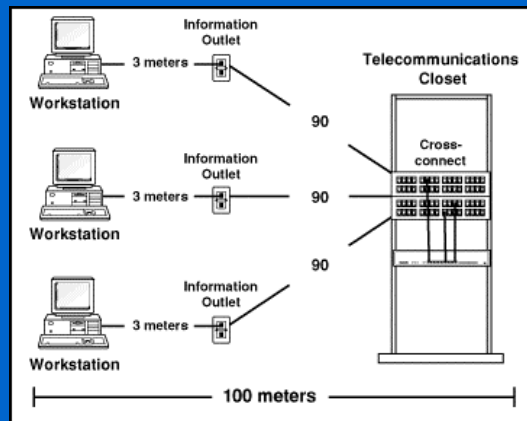 Information
Outlet
3 meters
Workstation
90
Telecommunications
Closet
Cross-
connect
Information
Outlet
3 meters
Workstation
90
Information
Outlet
3 meters
Workstation
90
100 meters